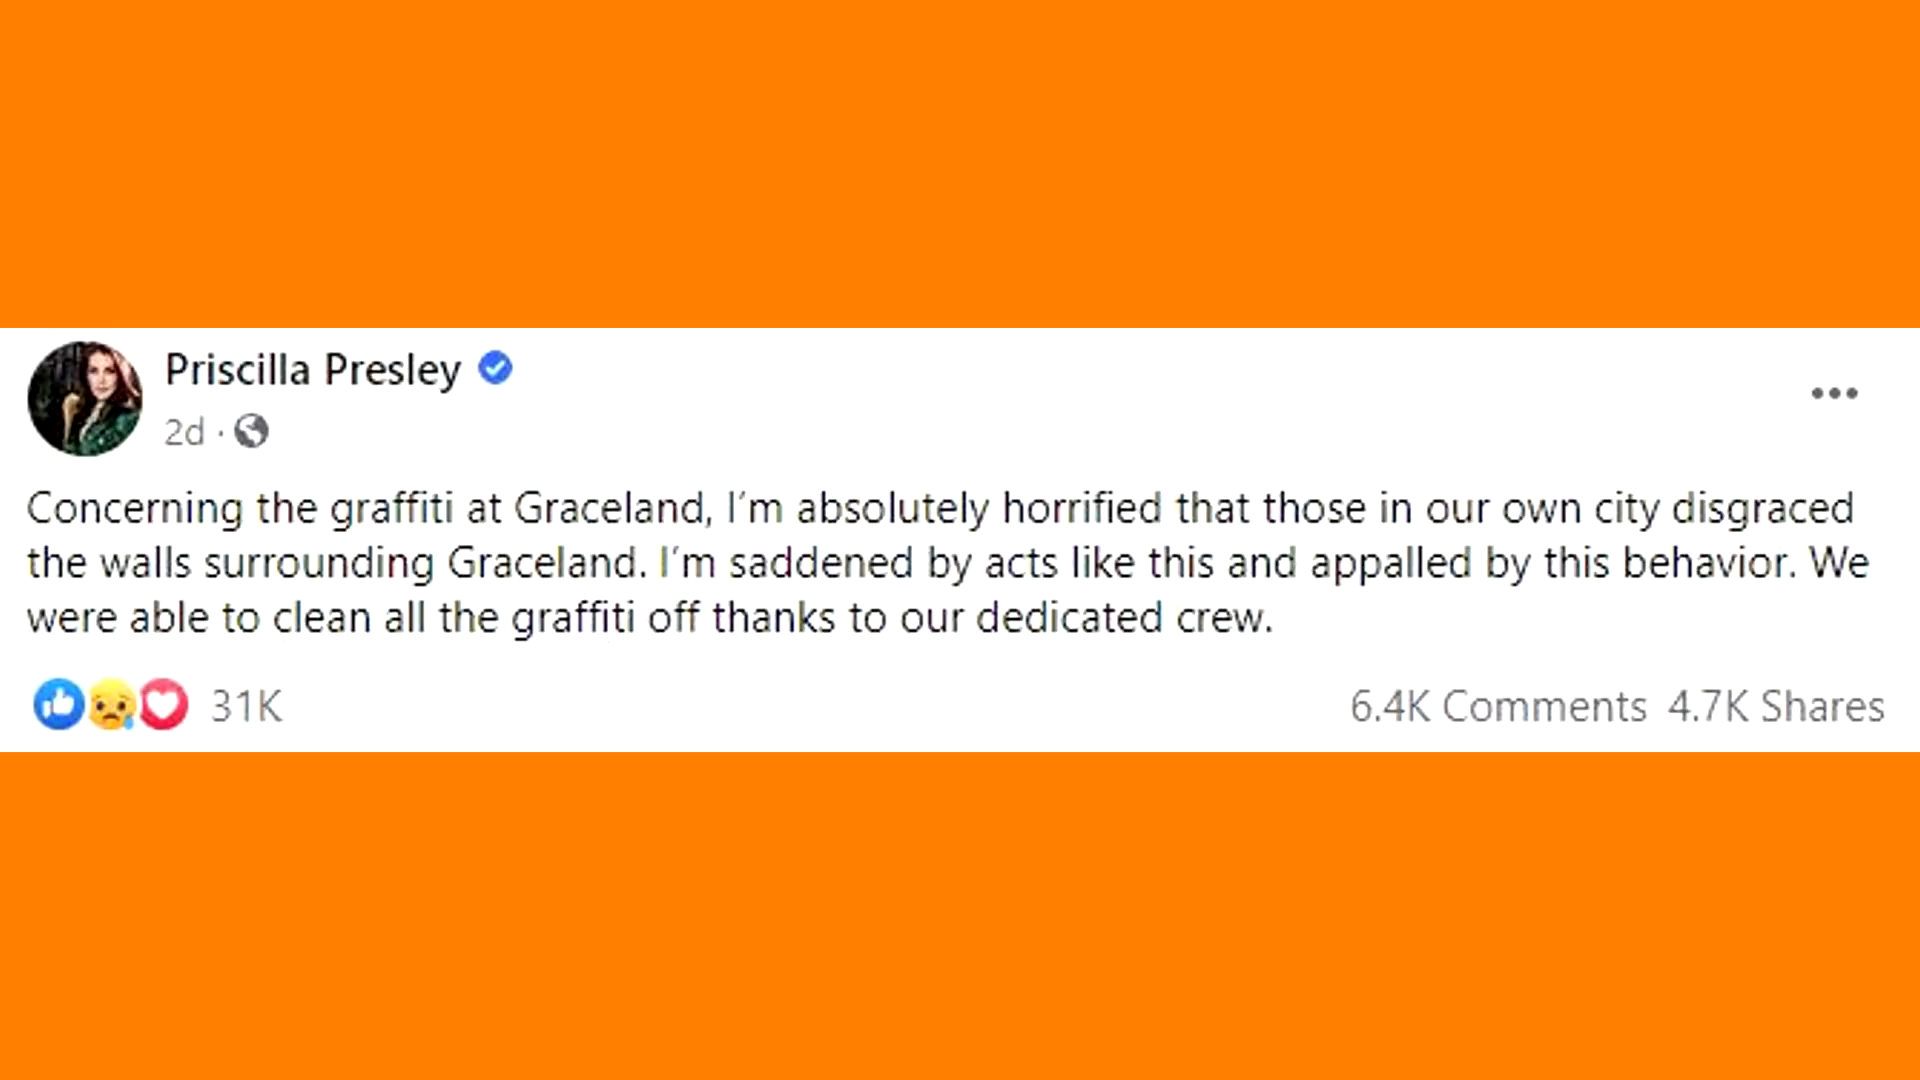 Priscilla Presley
2d ·
Concerning the graffiti at Graceland, I'm absolutely horrified that those in our own city disgraced
the walls surrounding Graceland. I'm saddened by acts like this and appalled by this behavior. We
were able to clean all the graffiti off thanks to our dedicated crew.
31K
6.4K Comments 4.7K Shares